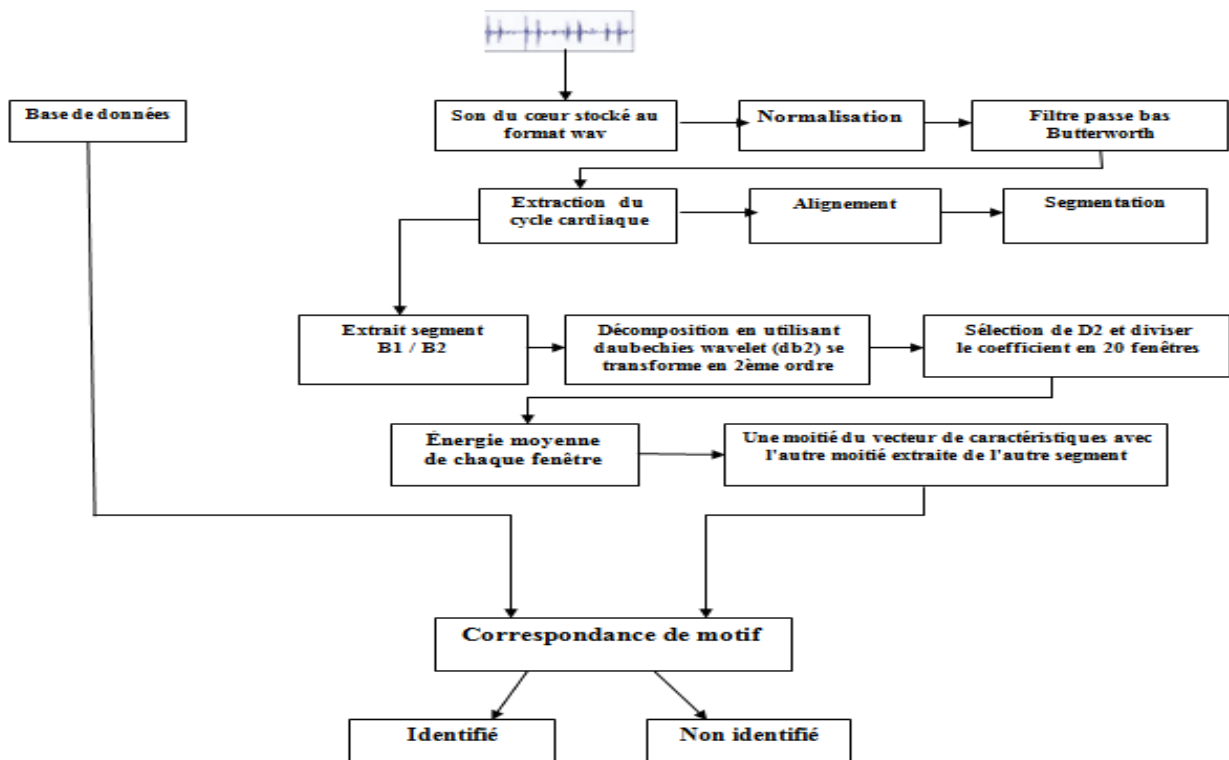 Base de données
Son du cœur stocké au
format wav
Normalisation
Filtre passe bas
Butterworth
Extraction du
cycle cardiaque
Alignement
Segmentation
Extrait segment
B1 / B2
Décomposition en utilisant
daubechies wavelet (db2) se
transforme en 2ème ordre
Sélection de D2 et diviser
le coefficient en 20 fenêtres
Énergie moyenne
de chaque fenêtre
Une moitié du vecteur de caractéristiques avec
l'autre moitié extraite de l'autre segment
Correspondance de motif
Identifié
Non identifié